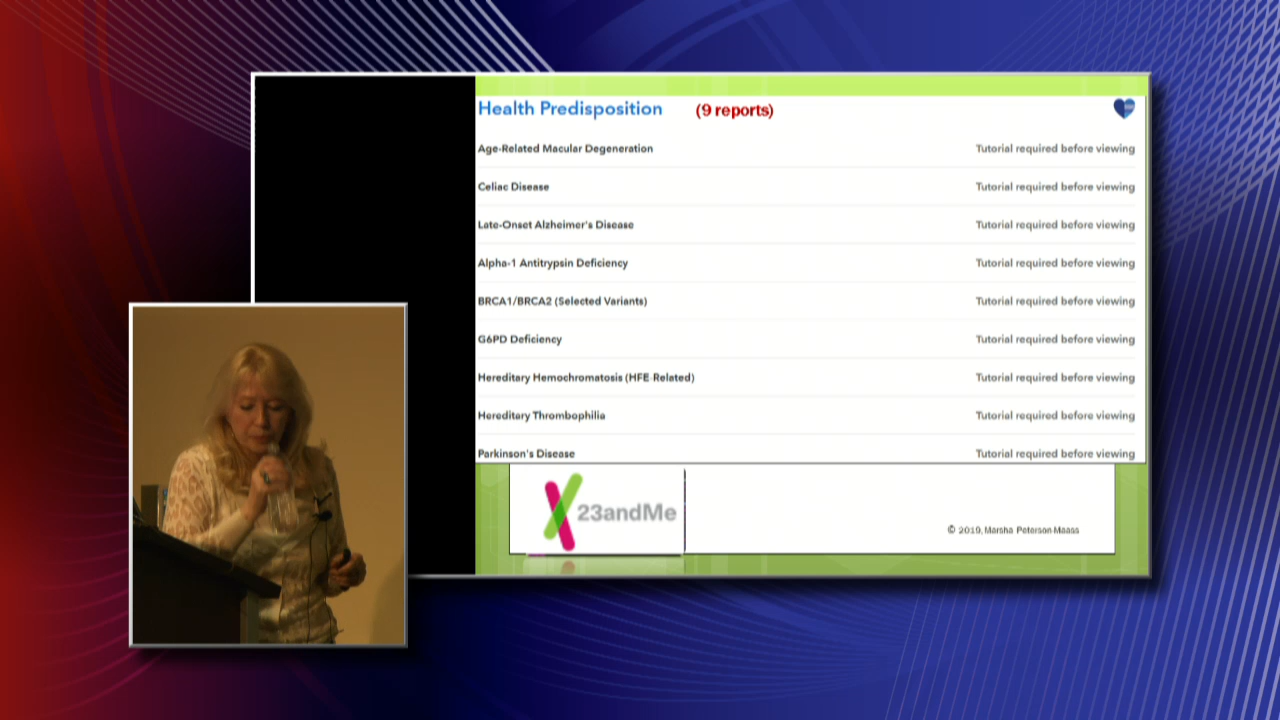 Health Predisposition (9 reports)
Age-Related Macular Degeneration Tutorial required before viewing
Celiac Disease Tutorial required before viewing
Late-Onset Alzheimer's Disease Tutorial required before viewing
Alpha-1 Antitrypsin Deficiency Tutorial required before viewing
BRCA1/BRCA2 (Selected Variants) Tutorial required before viewing
G6PD Deficiency Tutorial required before viewing
Hereditary Hemochromatosis (HFE-Related) Tutorial required before viewing
Hereditary Thrombophilia Tutorial required before viewing
Parkinson's Disease Tutorial required before viewing
23andMe
© 2019, Marsha Peterson-Maass